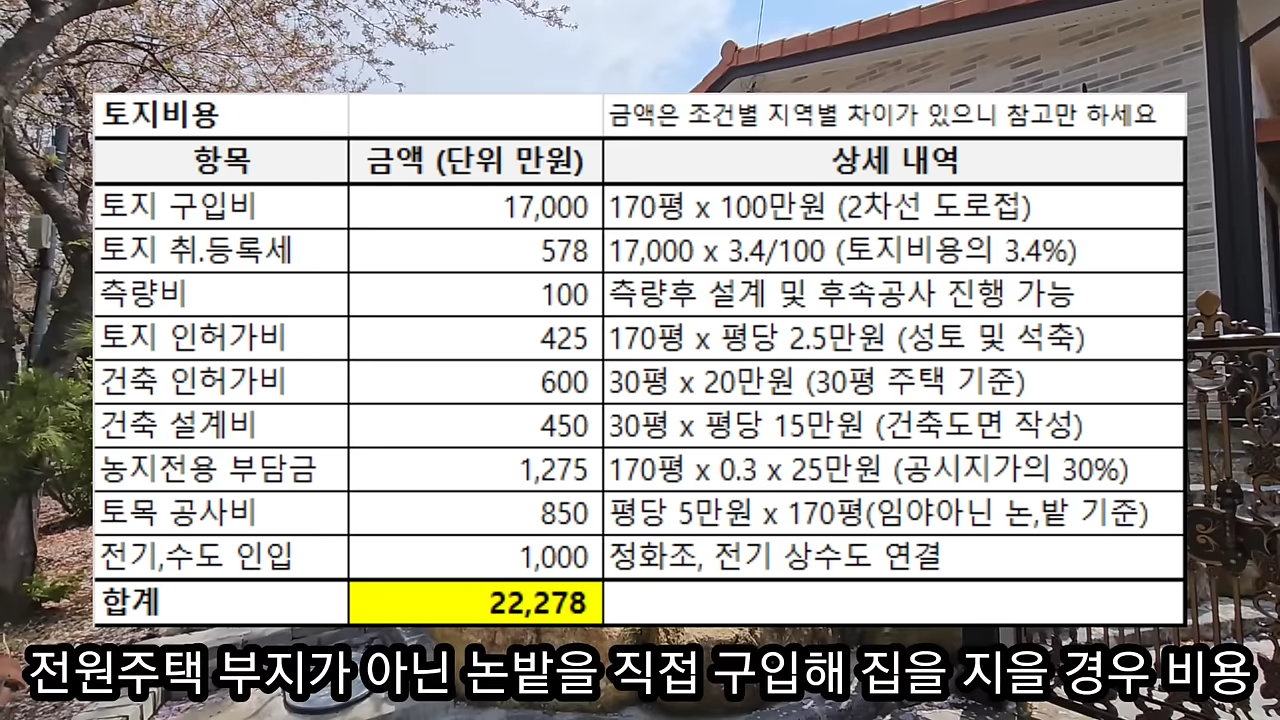 토지비용 금액은 조건별 지역별 차이가 있으니 참고만 하세요
항목 금액 (단위 만원) 상세 내역
토지 구입비 17,000 170평 x 100만원 (2차선 도로접)
토지 취.등록세 578 17,000 x 3.4/100 (토지비용의 3.4%)
측량비 100 측량후 설계 및 후속공사 진행 가능
토지 인허가비 425 170평 x 평당 2.5만원 (성토 및 석축)
건축 인허가비 600 30평 x 20만원 (30평 주택 기준)
건축 설계비 450 30평 x 평당 15만원 (건축도면 작성)
농지전용 부담금 1,275 170평 x 0.3 x 25만원 (공시지가의 30%)
토목 공사비 850 평당 5만원 x 170평(임야아닌 논,밭 기준)
전기,수도 인입 1,000 정화조, 전기 상수도 연결
합계 22,278
전원주택 부지가 아닌 논밭을 직접 구입해 집을 지을 경우 비용